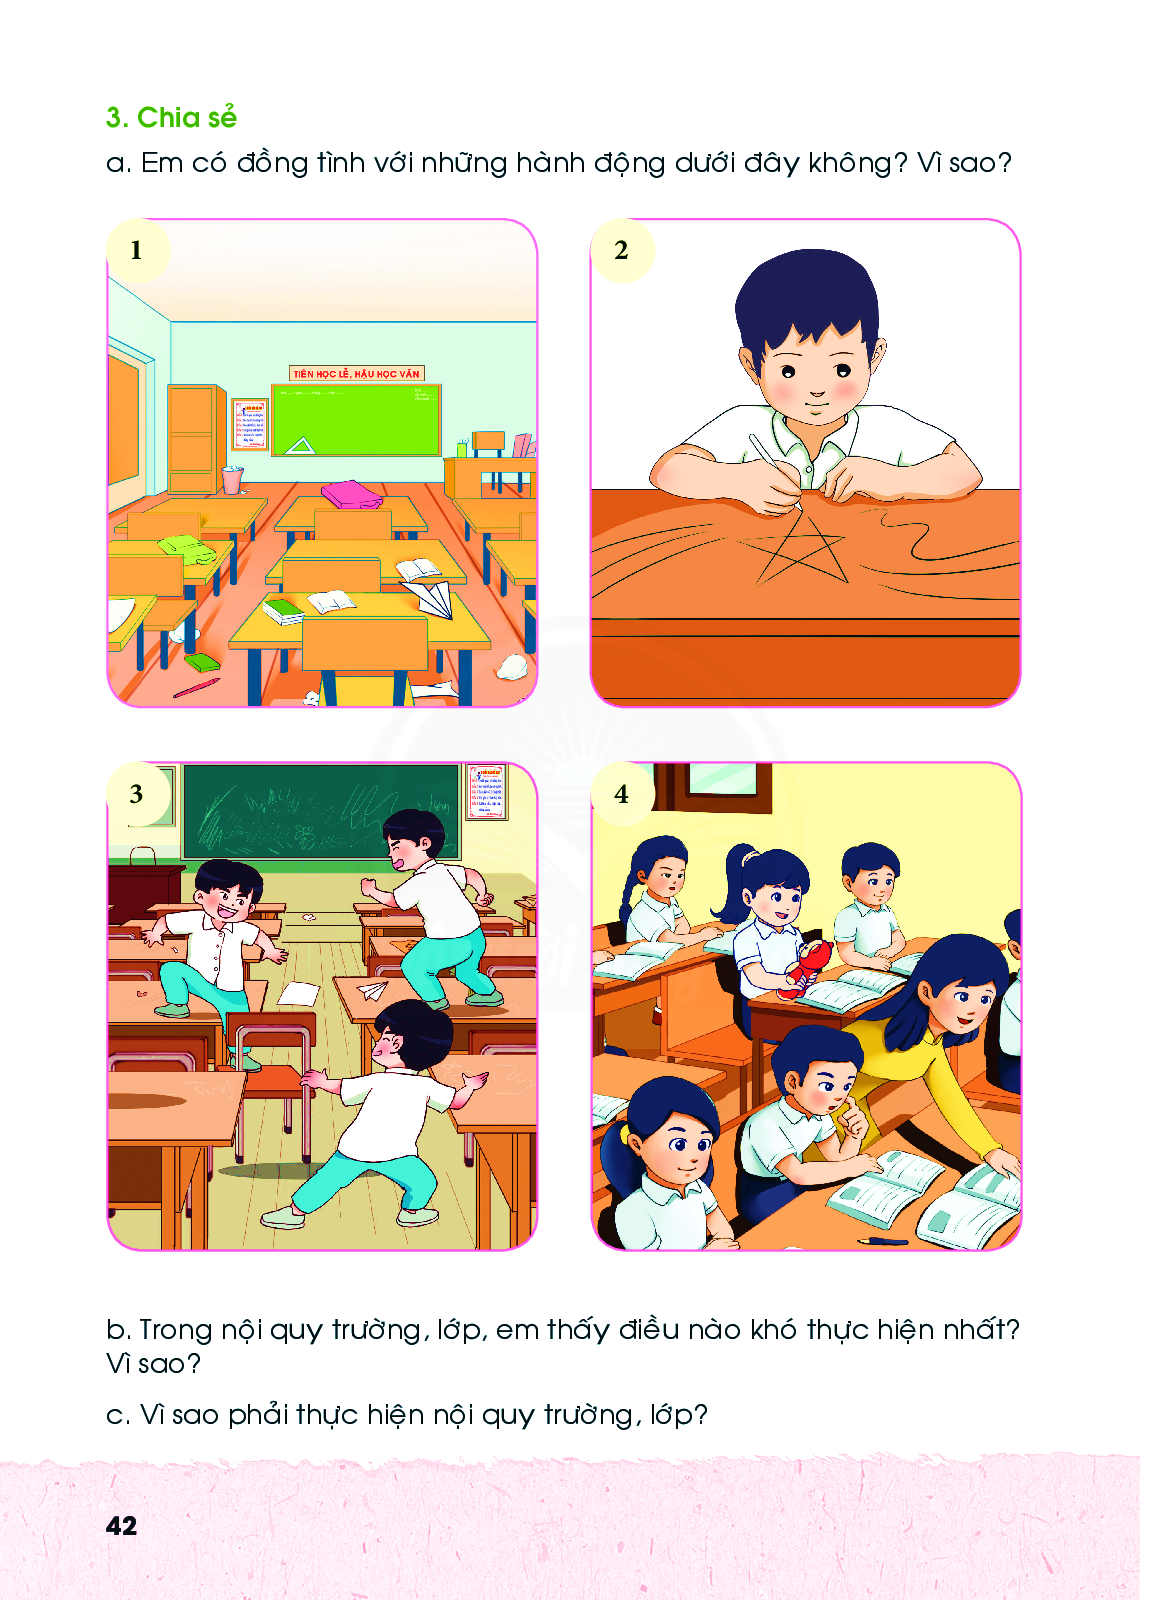 3. Chia sẻ
a. Em có đồng tình với những hành động dưới đây không? Vì sao?
1
TIÊN HỌC LỄ, HẬU HỌC VĂN
2
3
4
b. Trong nội quy trường, lớp, em thấy điều nào khó thực hiện nhất?
Vì sao?
c. Vì sao phải thực hiện nội quy trường, lớp?
42